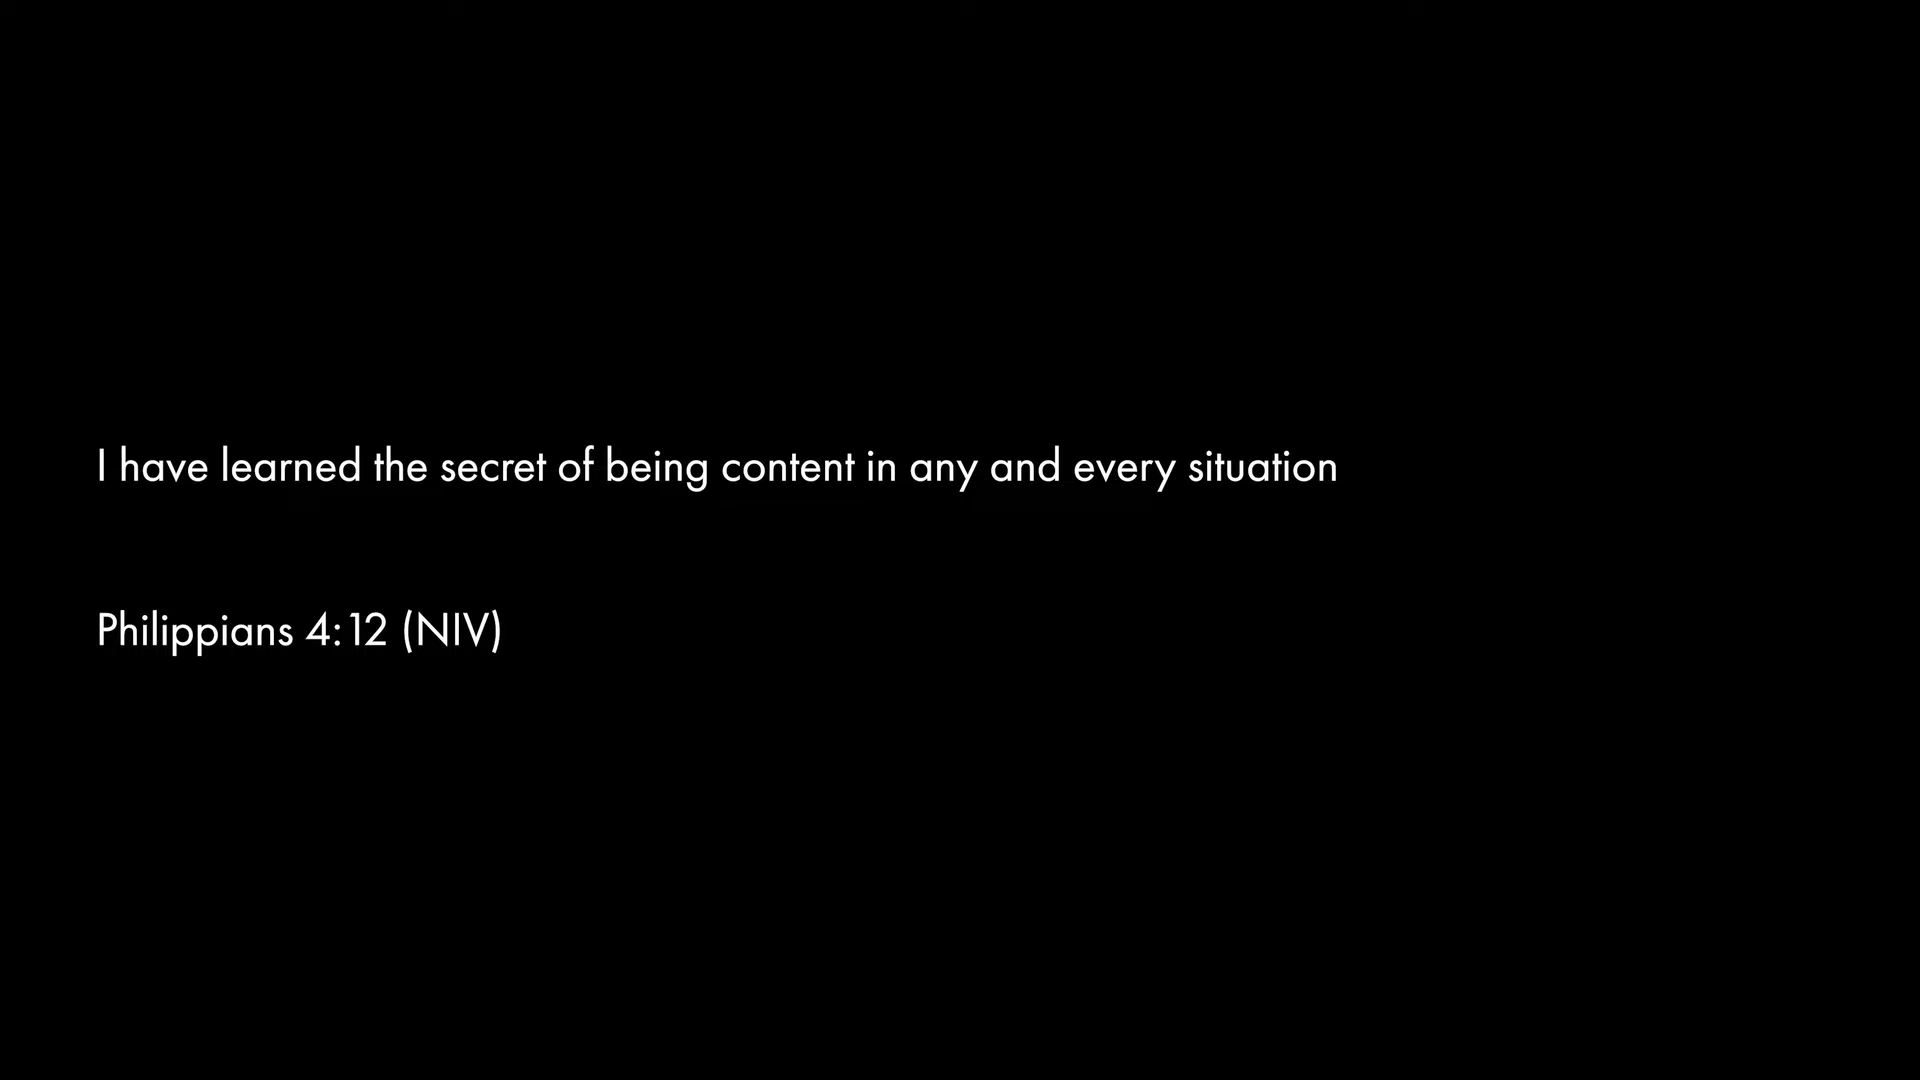 I have learned the secret of being content in any and every situation
Philippians 4:12 (NIV)